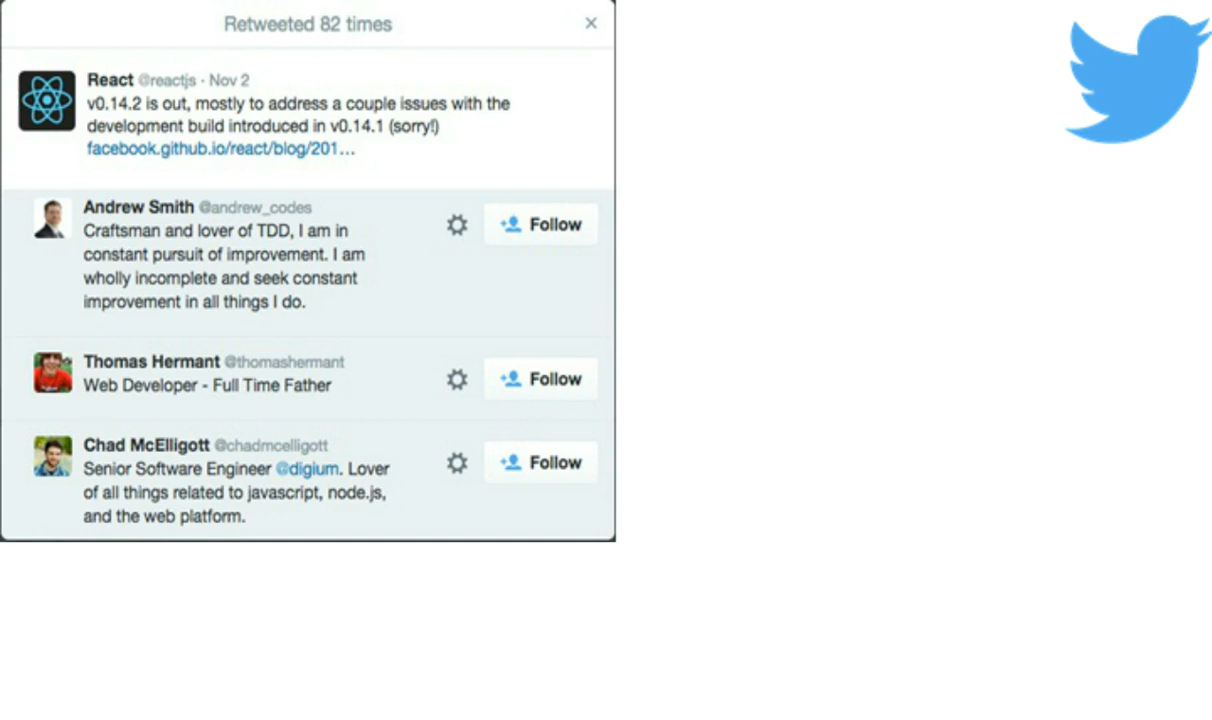 Retweeted 82 times ×
React @reactjs · Nov 2
v0.14.2 is out, mostly to address a couple issues with the
development build introduced in v0.14.1 (sorry!)
facebook.github.io/react/blog/201…
Andrew Smith @andrew_codes
Craftsman and lover of TDD, I am in
constant pursuit of improvement. I am
wholly incomplete and seek constant
improvement in all things I do.
Follow
Thomas Hermant @thomashermant
Web Developer - Full Time Father
Follow
Chad McElligott @chadmcelligott
Senior Software Engineer @digium. Lover
of all things related to javascript, node.js,
and the web platform.
Follow